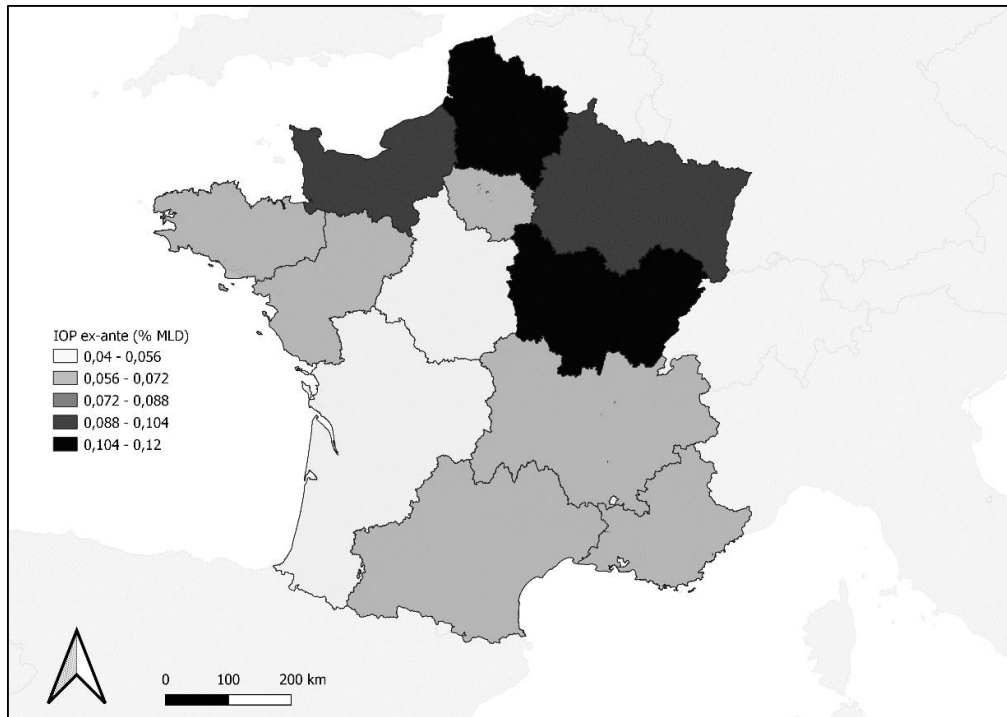 IOP ex-ante (% MLD)
0,04 - 0,056
0,056 - 0,072
0,072 - 0,088
0,088 - 0,104
0,104 - 0,12
0 100 200 km